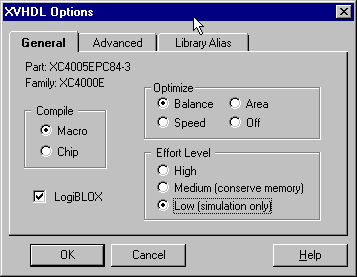 XVHDL Options
General
Advanced
Library Alias
Part: XC4005EPC84-3
Family: XC4000E
Compile
Macro
Chip
LogiBLOX
Optimize
Balance
Area
Speed
Off
Effort Level
High
Medium (conserve memory)
Low (simulation only)
OK
Cancel
Help